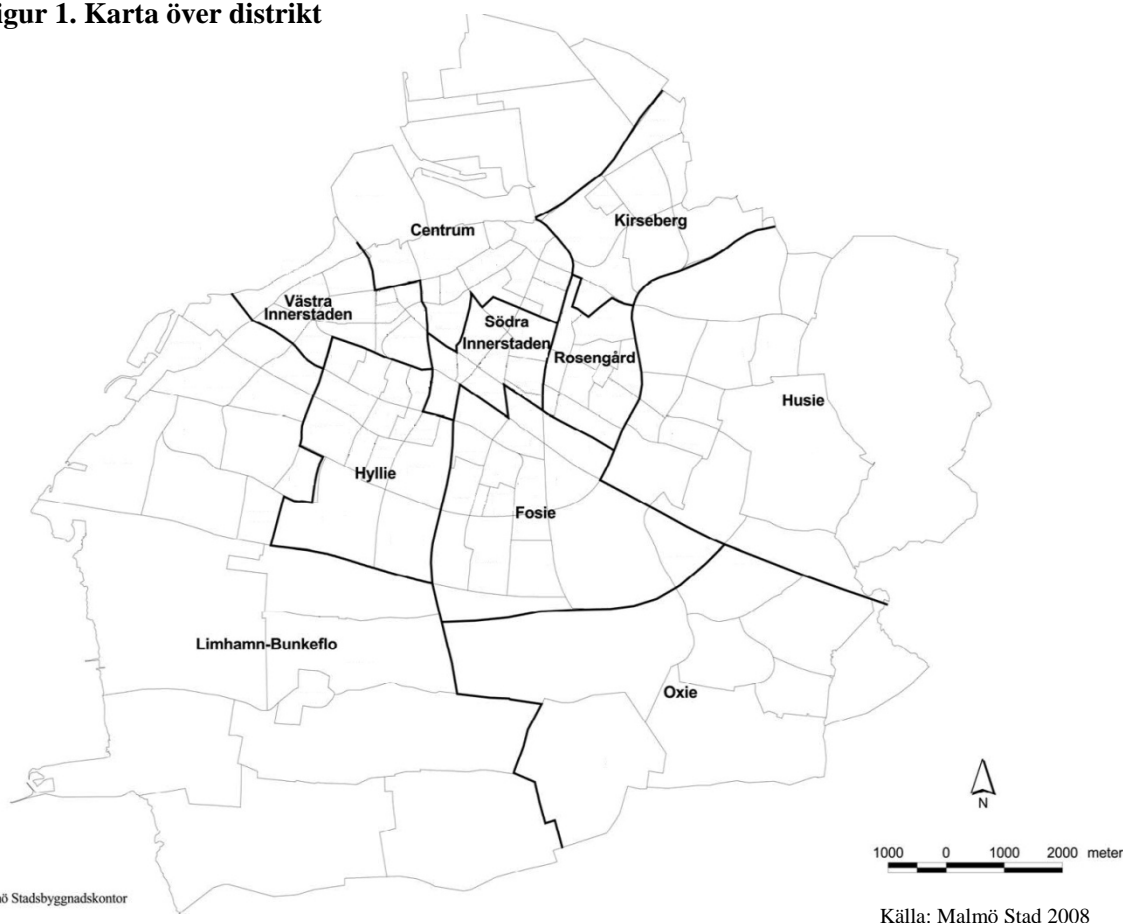 igur 1. Karta över distrikt
Centrum
Kirseberg
Västra
Innerstaden
Södra
Innerstaden
Rosengård
Husie
Hyllie
Fosie
Limhamn-Bunkeflo
Oxie
N
1000 0 1000 2000 meter
ö Stadsbyggnadskontor
Källa: Malmö Stad 2008